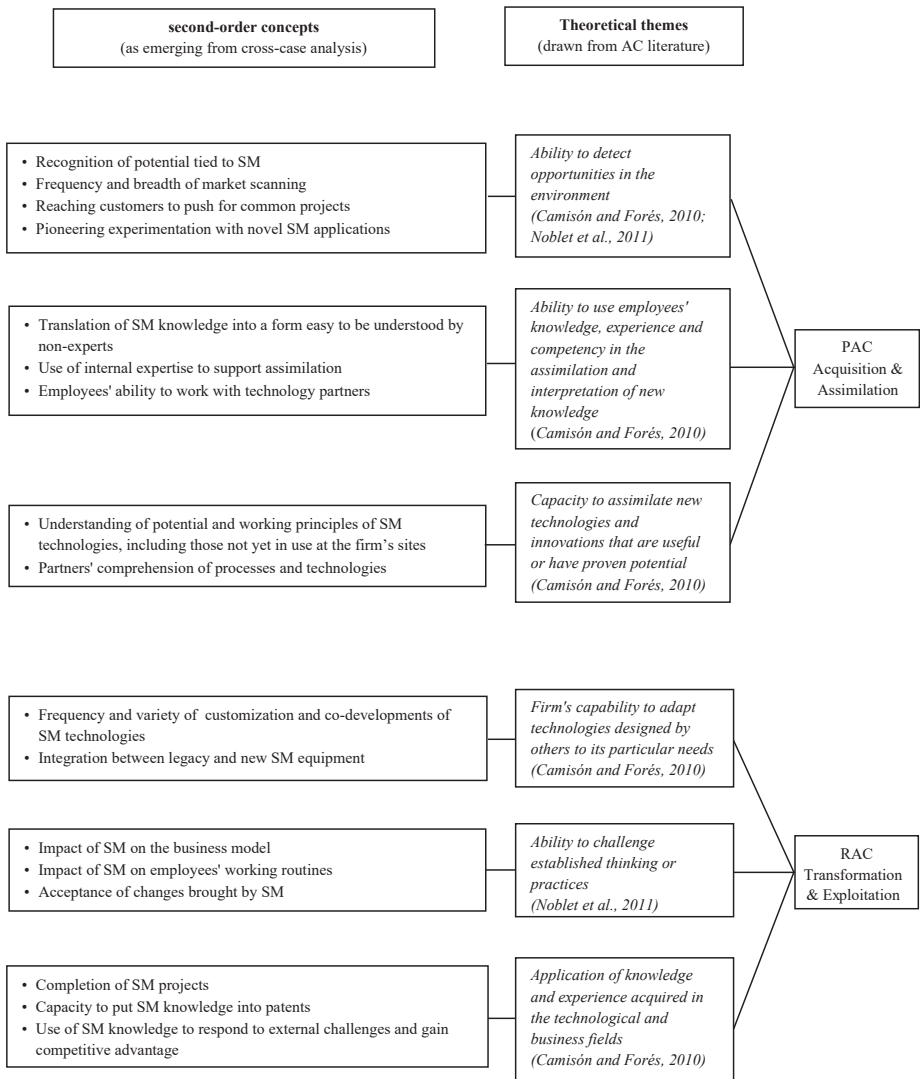 second-order concepts
(as emerging from cross-case analysis)
Theoretical themes
(drawn from AC literature)
• Recognition of potential tied to SM
• Frequency and breadth of market scanning
• Reaching customers to push for common projects
• Pioneering experimentation with novel SM applications
Ability to detect
opportunities in the
environment
(Camisón and Forés, 2010;
Noblet et al., 2011)
• Translation of SM knowledge into a form easy to be understood by
non-experts
• Use of internal expertise to support assimilation
• Employees' ability to work with technology partners
Ability to use employees'
knowledge, experience and
competency in the
assimilation and
interpretation of new
knowledge
(Camisón and Forés, 2010)
PAC
Acquisition &
Assimilation
• Understanding of potential and working principles of SM
technologies, including those not yet in use at the firm’s sites
• Partners' comprehension of processes and technologies
Capacity to assimilate new
technologies and
innovations that are useful
or have proven potential
(Camisón and Forés, 2010)
• Frequency and variety of customization and co-developments of
SM technologies
• Integration between legacy and new SM equipment
Firm's capability to adapt
technologies designed by
others to its particular needs
(Camisón and Forés, 2010)
• Impact of SM on the business model
• Impact of SM on employees' working routines
• Acceptance of changes brought by SM
Ability to challenge
established thinking or
practices
(Noblet et al., 2011)
RAC
Transformation
& Exploitation
• Completion of SM projects
• Capacity to put SM knowledge into patents
• Use of SM knowledge to respond to external challenges and gain
competitive advantage
Application of knowledge
and experience acquired in
the technological and
business fields
(Camisón and Forés, 2010)